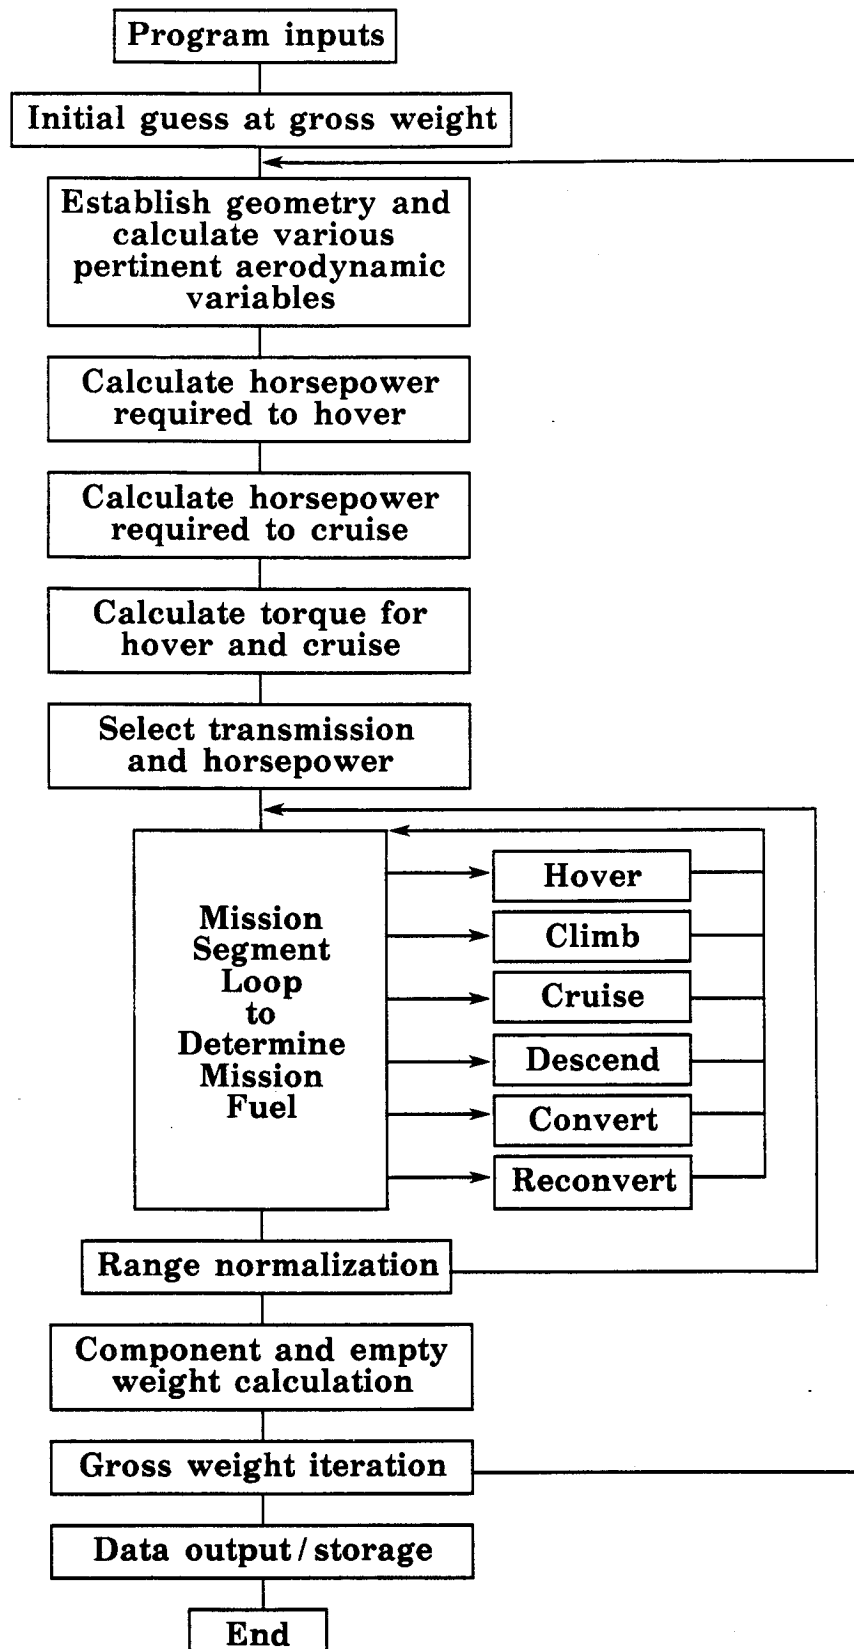 Program inputs
Initial guess at gross weight
Establish geometry and
calculate various
pertinent aerodynamic
variables
Calculate horsepower
required to hover
Calculate horsepower
required to cruise
Calculate torque for
hover and cruise
Select transmission
and horsepower
Mission
Segment
Loop
to
Determine
Mission
Fuel
Hover
Climb
Cruise
Descend
Convert
Reconvert
Range normalization
Component and empty
weight calculation
Gross weight iteration
Data output/storage
End